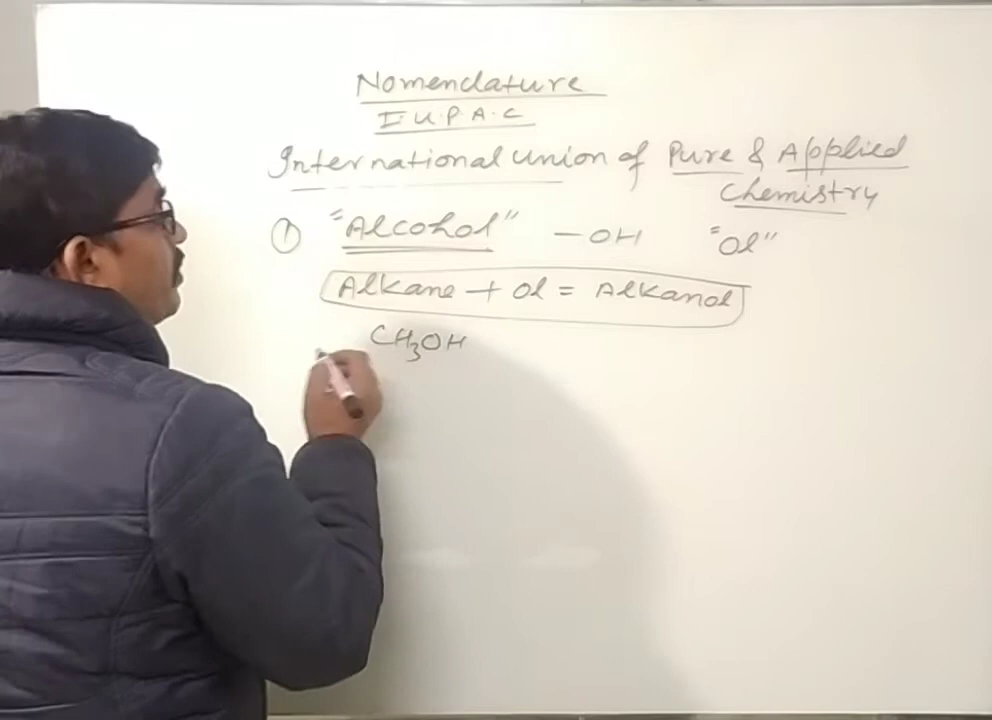 Nomenclature
I.U.P.A.C
International Union of Pure & Applied
Chemistry
① "Alcohol" -OH "Ol"
Alkane + Ol = Alkanol
CH₃OH